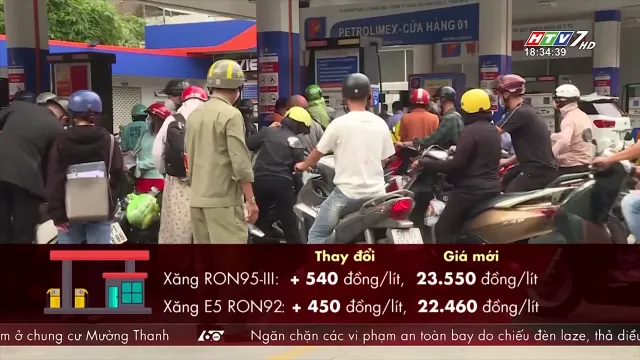 PETROLIMEX-CỬA HÀNG 01
HTV7 HD
18:34:39
Thay đổi Giá mới
Xăng RON95-III: + 540 đồng/lít, 23.550 đồng/lít
Xăng E5 RON92: + 450 đồng/lít, 22.460 đồng/lít
m ở chung cư Mường Thanh 60 Ngăn chặn các vi phạm an toàn bay do chiếu đèn laze, thả diều